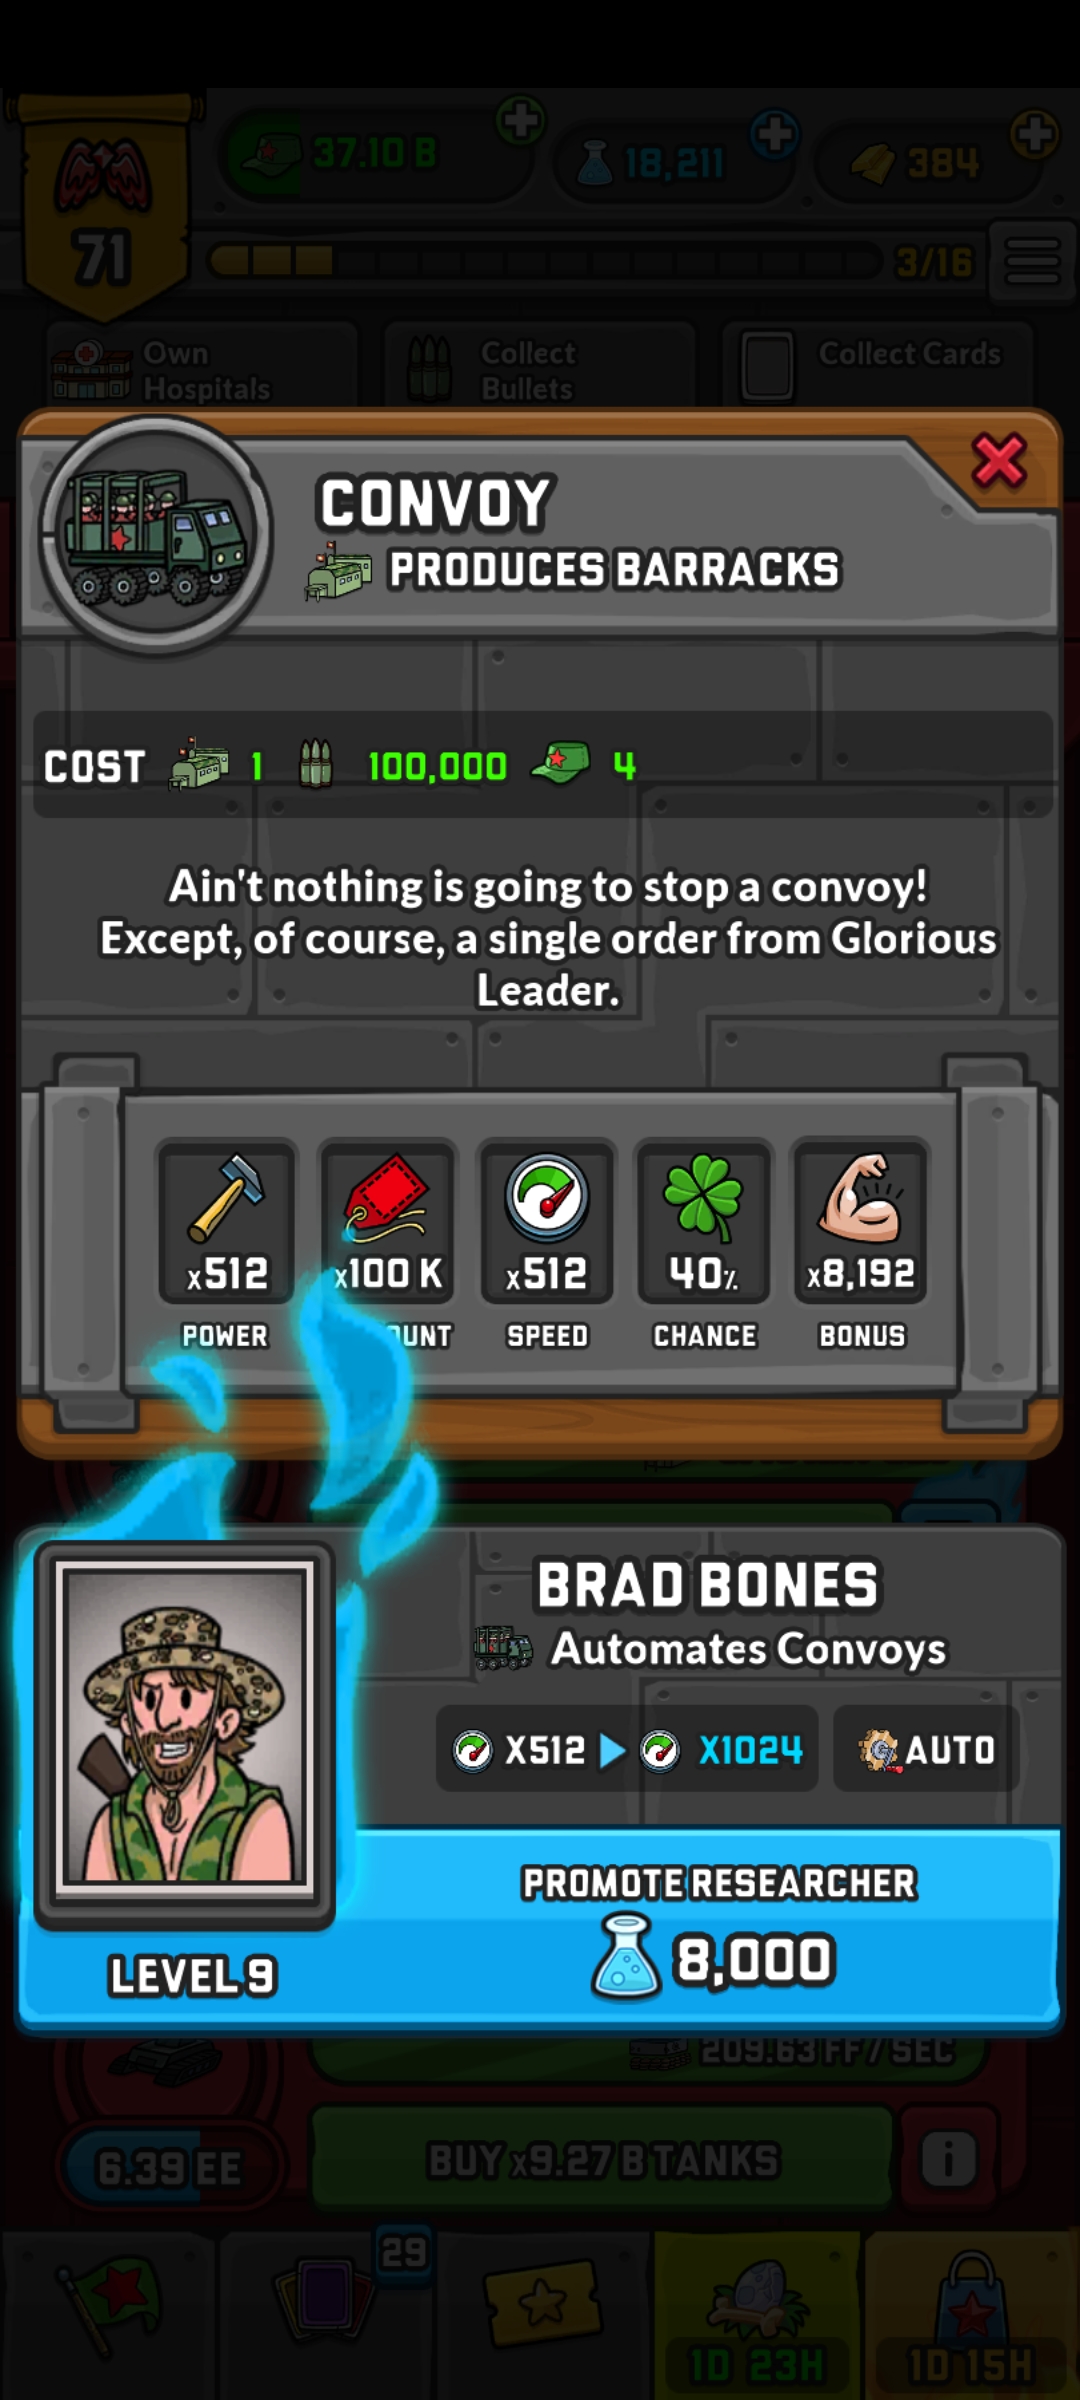 37.10 B
18,211
384
71
3/16
Own
Hospitals
Collect
Bullets
Collect Cards
CONVOY
PRODUCES BARRACKS
COST 1 100,000 4
Ain't nothing is going to stop a convoy!
Except, of course, a single order from Glorious
Leader.
x512
x100 K
x512
40%
x8,192
POWER
OUNT
SPEED
CHANCE
BONUS
BRAD BONES
Automates Convoys
X512 X1024 AUTO
PROMOTE RESEARCHER
8,000
LEVEL 9
209.63 FF/SEC
6.39 EE
BUY x9.27 B TANKS
i
29
1D 23H
1D 15H